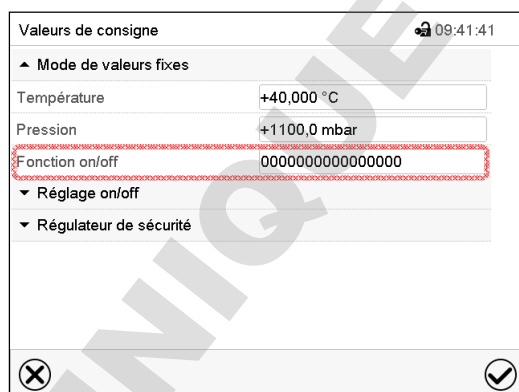 Valeurs de consigne 09:41:41
Mode de valeurs fixes
Température +40,000 °C
Pression +1100,0 mbar
Fonction on/off 0000000000000000
Réglage on/off
Régulateur de sécurité
NIQUE